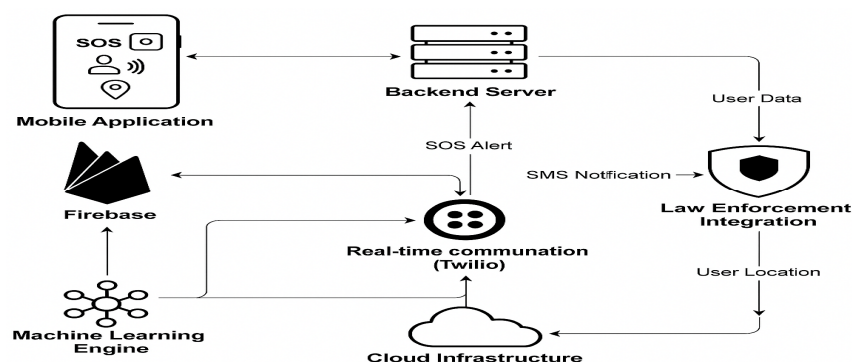 SOS
Backend Server
Mobile Application
User Data
SOS Alert
SMS Notification
Firebase
Law Enforcement
Integration
Real-time communation
(Twilio)
User Location
Machine Learning
Engine
Cloud Infrastructure